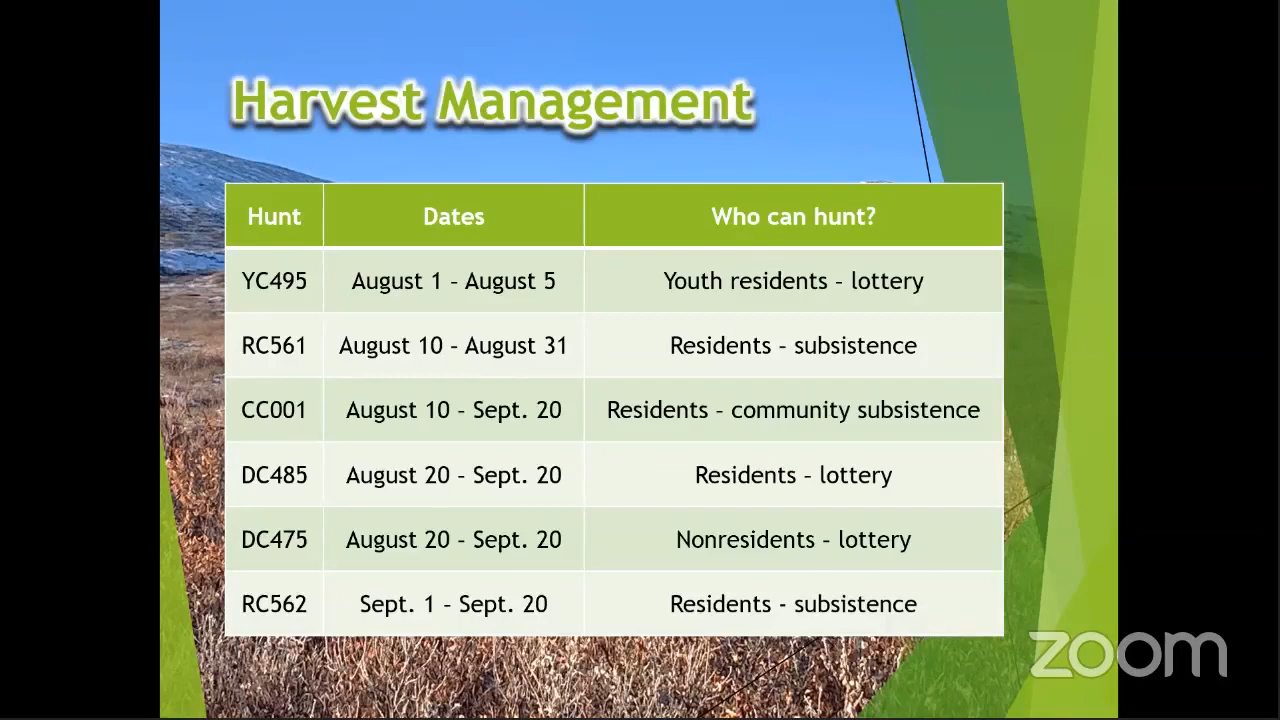 Harvest Management
Hunt Dates Who can hunt?
YC495 August 1 – August 5 Youth residents – lottery
RC561 August 10 – August 31 Residents – subsistence
CC001 August 10 – Sept. 20 Residents – community subsistence
DC485 August 20 – Sept. 20 Residents – lottery
DC475 August 20 – Sept. 20 Nonresidents – lottery
RC562 Sept. 1 – Sept. 20 Residents - subsistence
zoom